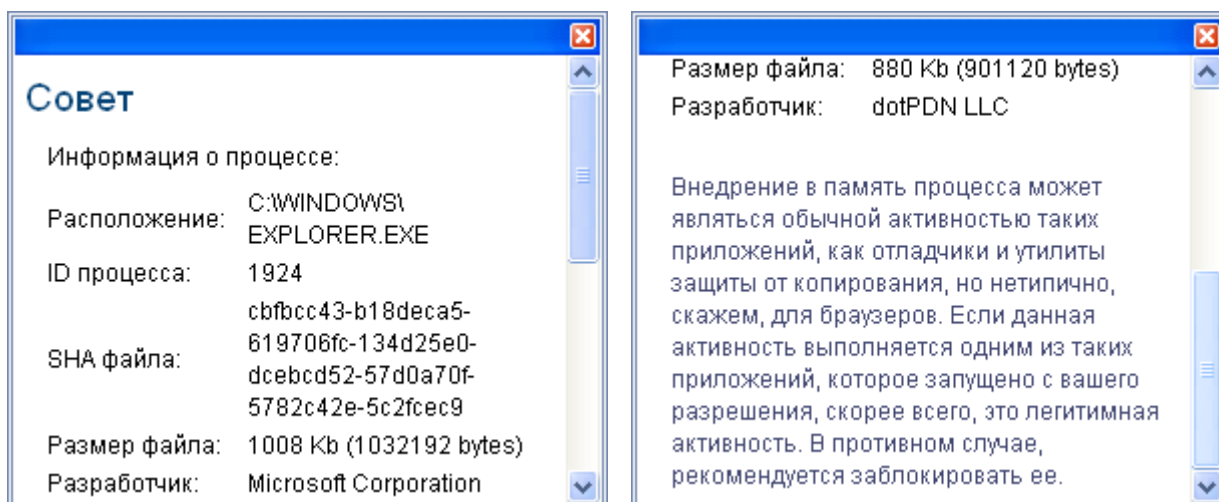 Совет
Информация о процессе:
Расположение: C:\WINDOWS\
EXPLORER.EXE
ID процесса: 1924
SHA файла: cbfbcc43-b18deca5-
619706fc-134d25e0-
dcebcd52-57d0a70f-
5782c42e-5c2fcec9
Размер файла: 1008 Kb (1032192 bytes)
Разработчик: Microsoft Corporation
Размер файла: 880 Kb (901120 bytes)
Разработчик: dotPDN LLC
Внедрение в память процесса может
являться обычной активностью таких
приложений, как отладчики и утилиты
защиты от копирования, но нетипично,
скажем, для браузеров. Если данная
активность выполняется одним из таких
приложений, которое запущено с вашего
разрешения, скорее всего, это легитимная
активность. В противном случае,
рекомендуется заблокировать ее.